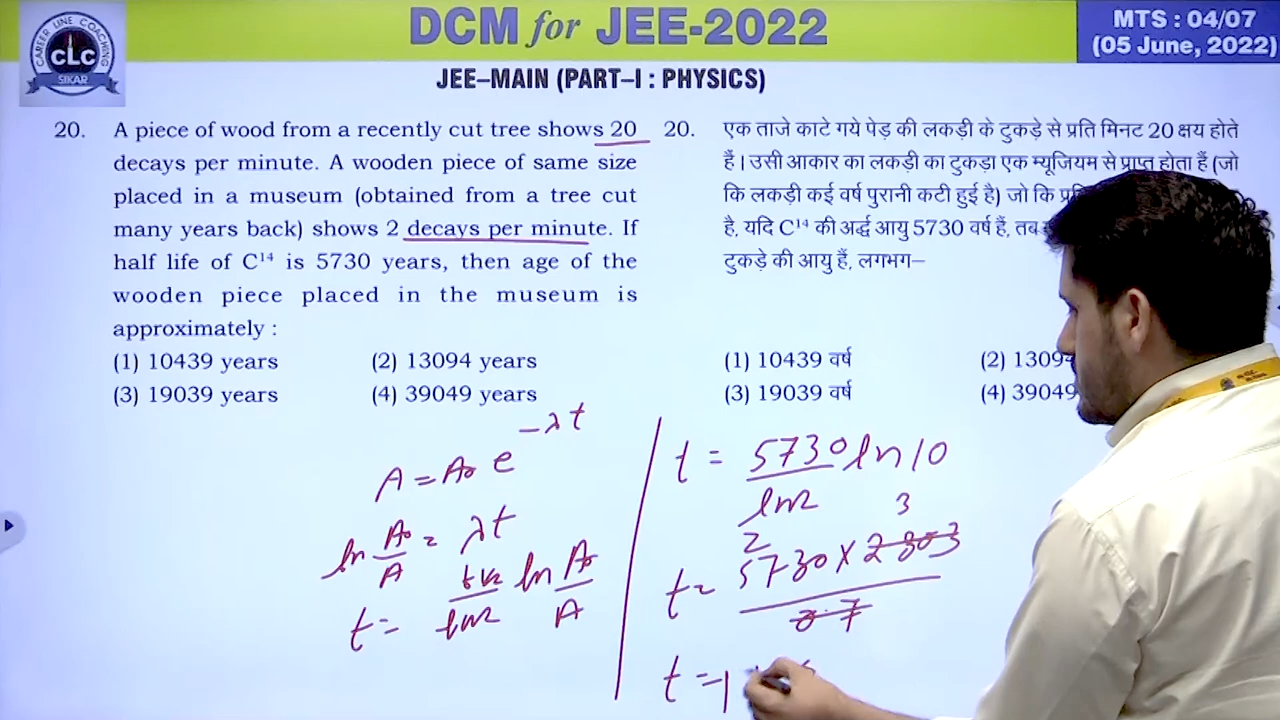 CAREER LINE COACHING
CLC
SIKAR
DCM for JEE-2022
MTS : 04/07
(05 June, 2022)
JEE–MAIN (PART–I : PHYSICS)
20. A piece of wood from a recently cut tree shows 20
decays per minute. A wooden piece of same size
placed in a museum (obtained from a tree cut
many years back) shows 2 decays per minute. If
half life of C¹⁴ is 5730 years, then age of the
wooden piece placed in the museum is
approximately :
(1) 10439 years (2) 13094 years
(3) 19039 years (4) 39049 years
20. एक ताजे काटे गये पेड़ की लकड़ी के टुकड़े से प्रति मिनट 20 क्षय होते
हैं। उसी आकार का लकड़ी का टुकड़ा एक म्यूजियम से प्राप्त होता हैं (जो
कि लकड़ी कई वर्ष पुरानी कटी हुई है) जो कि
है, यदि C¹⁴ की अर्द्ध आयु 5730 वर्ष हैं, तब
टुकड़े की आयु हैं, लगभग–
(1) 10439 वर्ष (2) 1309
(3) 19039 वर्ष (4) 39049
A = A₀ e^(-λt)
ln A₀/A = λt
t = t½/ln2 ln A₀/A
t = 5730/ln2 ln 10
3
t = 5730 × 2.303 / 0.7
t =